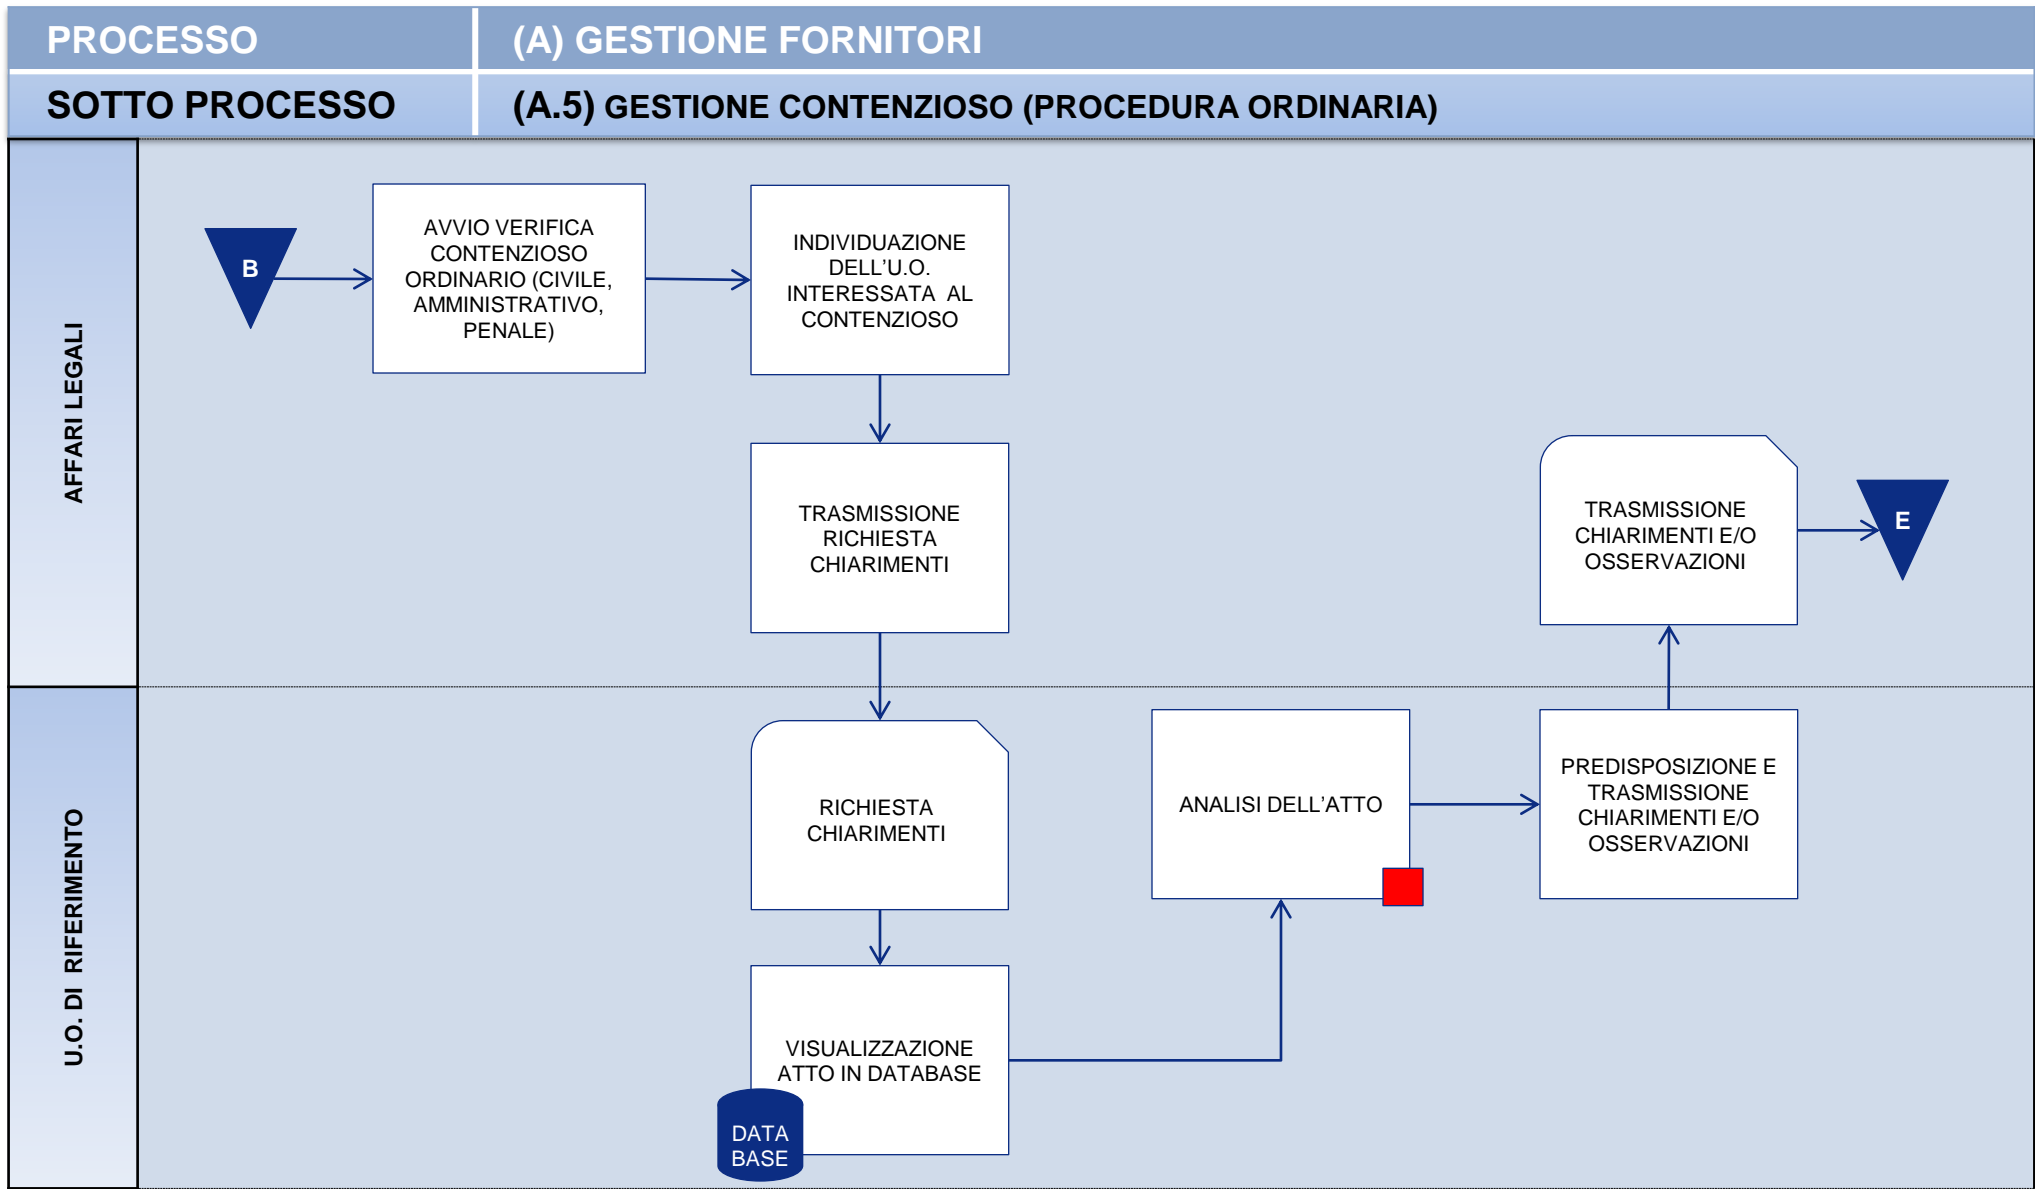 PROCESSO
(A) GESTIONE FORNITORI
SOTTO PROCESSO
(A.5) GESTIONE CONTENZIOSO (PROCEDURA ORDINARIA)
AFFARI LEGALI
B
AVVIO VERIFICA
CONTENZIOSO
ORDINARIO (CIVILE,
AMMINISTRATIVO,
PENALE)
INDIVIDUAZIONE
DELL’U.O.
INTERESSATA AL
CONTENZIOSO
TRASMISSIONE
RICHIESTA
CHIARIMENTI
TRASMISSIONE
CHIARIMENTI E/O
OSSERVAZIONI
E
U.O. DI RIFERIMENTO
RICHIESTA
CHIARIMENTI
VISUALIZZAZIONE
ATTO IN DATABASE
DATA
BASE
ANALISI DELL’ATTO
PREDISPOSIZIONE E
TRASMISSIONE
CHIARIMENTI E/O
OSSERVAZIONI